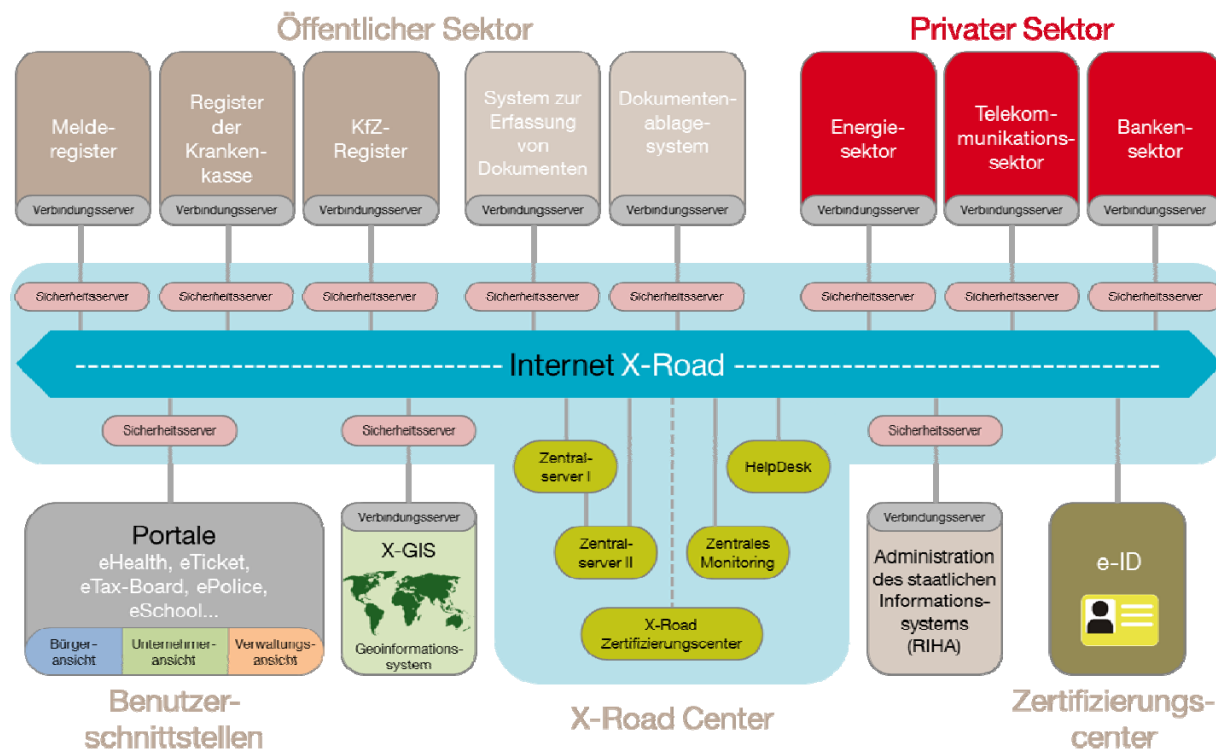 Öffentlicher Sektor
Privater Sektor
Melde-
register
Register
der
Kranken-
kasse
KfZ-
Register
System zur
Erfassung
von
Dokumenten
Dokumenten-
ablage-
system
Energie-
sektor
Telekom-
munikations-
sektor
Banken-
sektor
Verbindungsserver
Verbindungsserver
Verbindungsserver
Verbindungsserver
Verbindungsserver
Verbindungsserver
Verbindungsserver
Verbindungsserver
Sicherheitsserver
Sicherheitsserver
Sicherheitsserver
Sicherheitsserver
Sicherheitsserver
Sicherheitsserver
Sicherheitsserver
Sicherheitsserver
Internet X-Road
Sicherheitsserver
Sicherheitsserver
Sicherheitsserver
Zentral-
server I
HelpDesk
Zentral-
server II
Zentrales
Monitoring
X-Road
Zertifizierungscenter
Portale
eHealth, eTicket,
eTax-Board, ePolice,
eSchool...
Bürger-
ansicht
Unternehmer-
ansicht
Verwaltungs-
ansicht
Verbindungsserver
X-GIS
Geoinformations-
system
Verbindungsserver
Administration
des staatlichen
Informations-
systems
(RIHA)
e-ID
Benutzer-
schnittstellen
X-Road Center
Zertifizierungs-
center